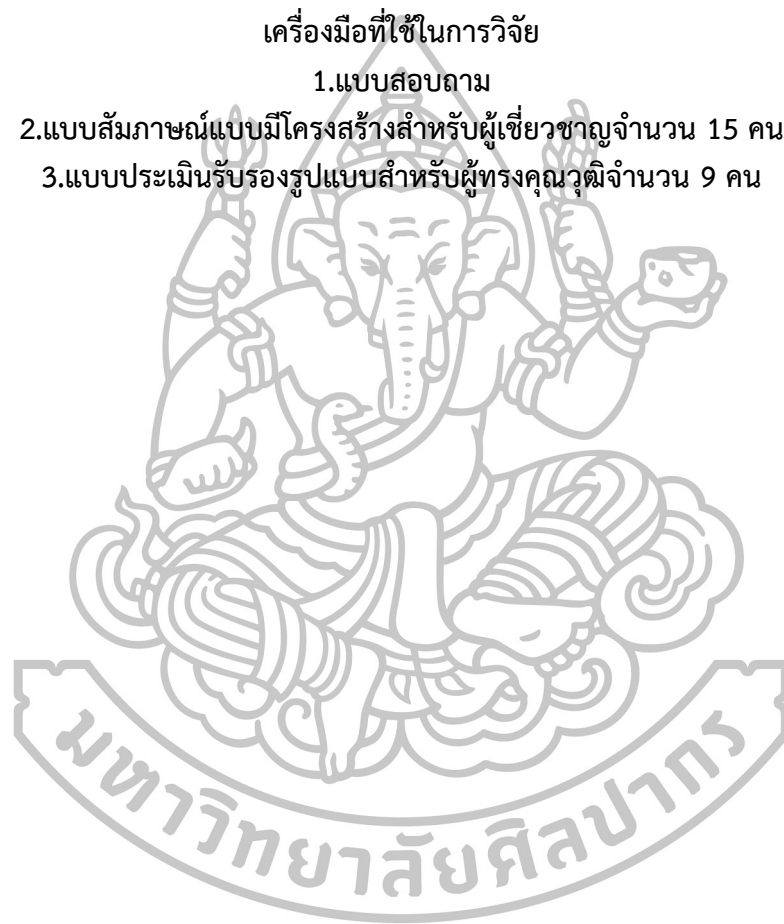 เครื่องมือที่ใช้ในการวิจัย
1.แบบสอบถาม
2.แบบสัมภาษณ์แบบมีโครงสร้างสำหรับผู้เชี่ยวชาญจำนวน 15 คน
3.แบบประเมินรับรองรูปแบบสำหรับผู้ทรงคุณวุฒิจำนวน 9 คน
มหาวิทยาลัยศิลปากร